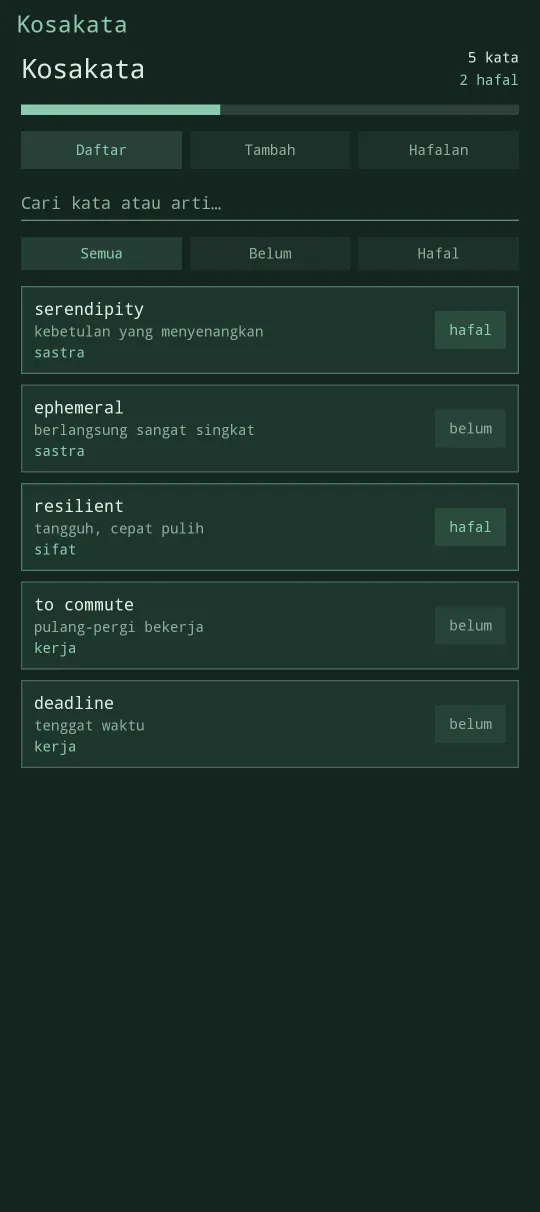 Kosakata
Kosakata
5 kata
2 hafal
Daftar Tambah Hafalan
Cari kata atau arti…
Semua Belum Hafal
serendipity
kebetulan yang menyenangkan
sastra
hafal
ephemeral
berlangsung sangat singkat
sastra
belum
resilient
tangguh, cepat pulih
sifat
hafal
to commute
pulang-pergi bekerja
kerja
belum
deadline
tenggat waktu
kerja
belum